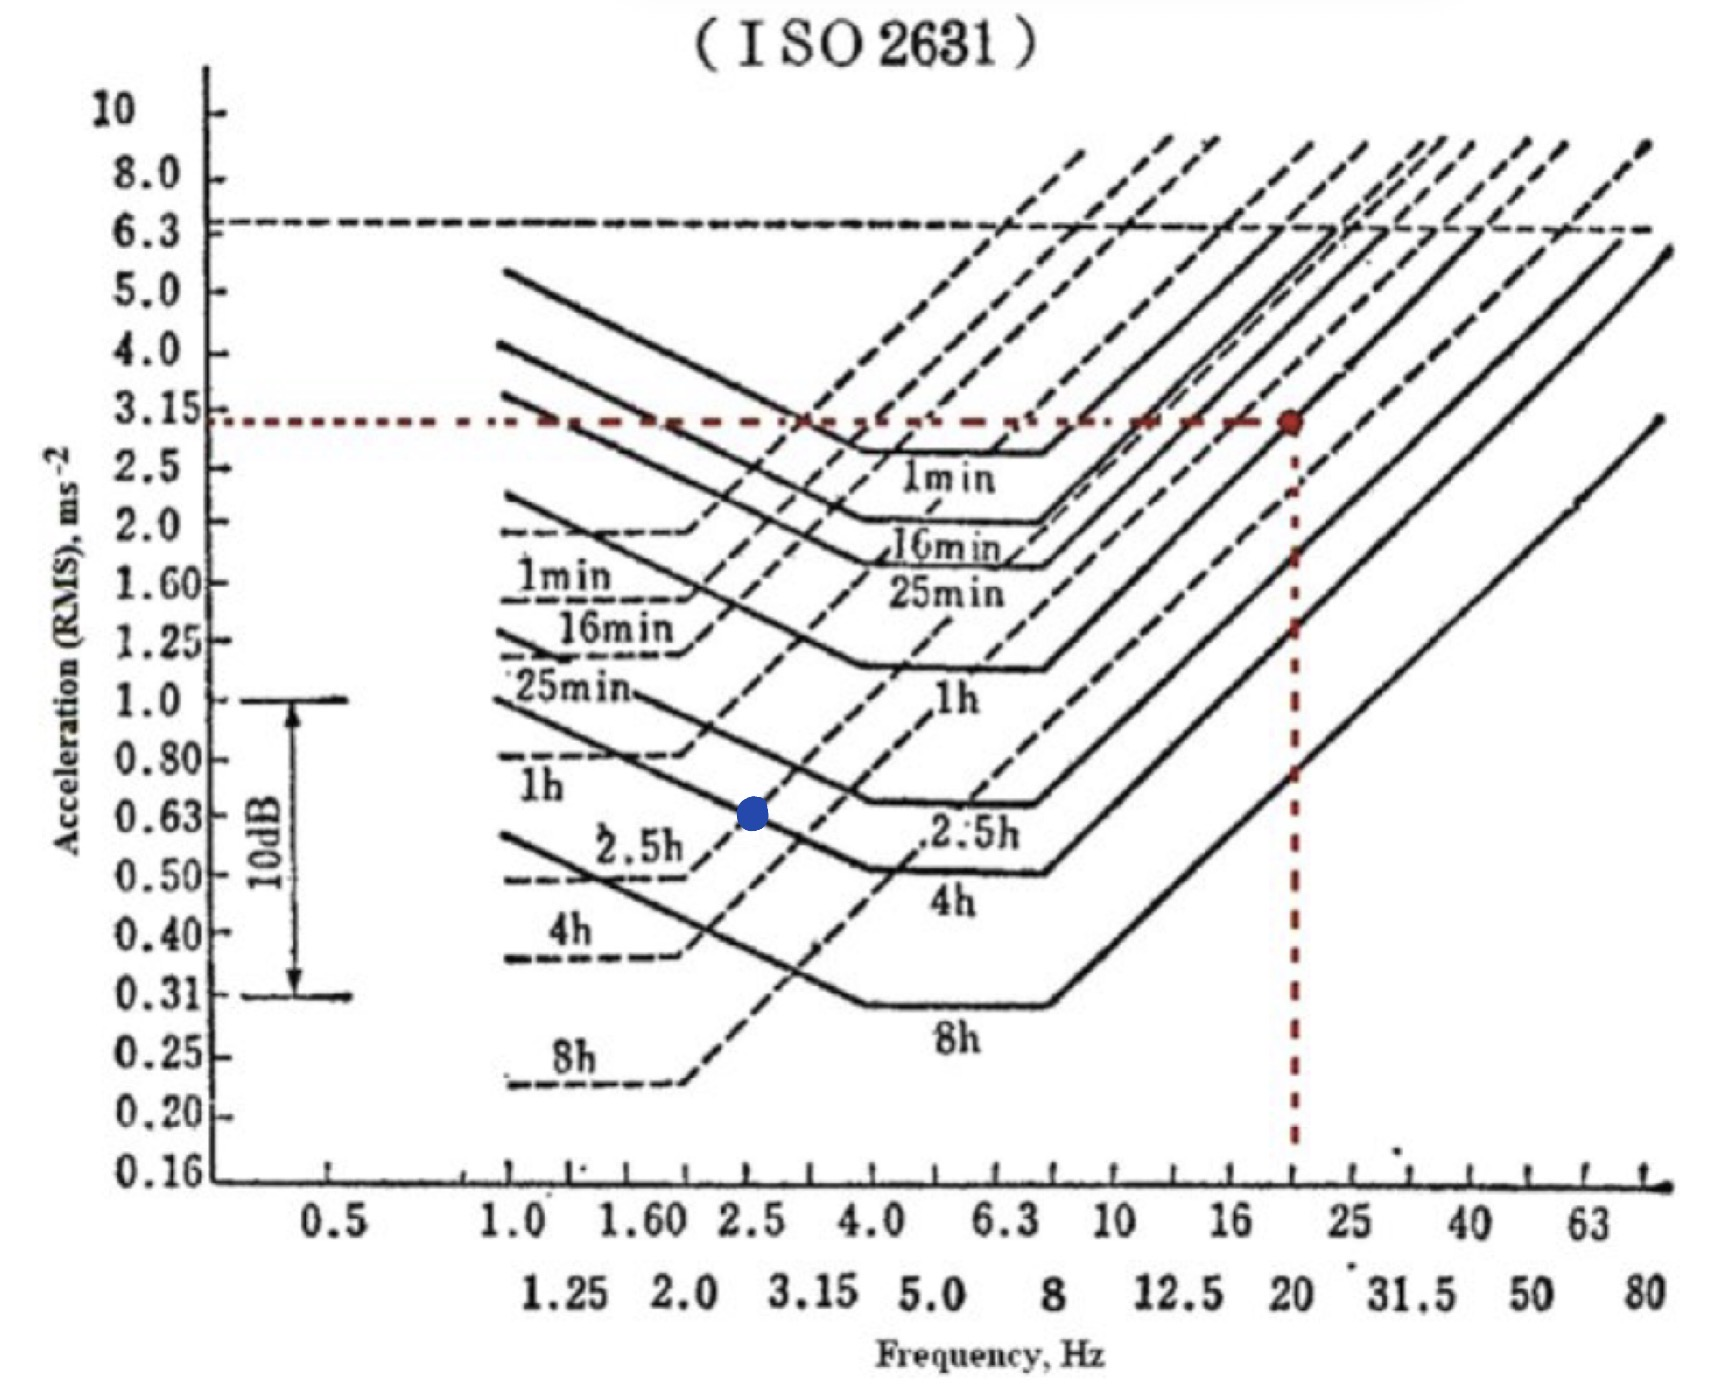 (ISO 2631)
10
8.0
6.3
5.0
4.0
3.15
2.5
2.0
1.60
1.25
1.0
0.80
0.63
0.50
0.40
0.31
0.25
0.20
0.16
Acceleration (RMS), ms-2
10dB
1min
16min
25min
1h
2.5h
4h
8h
1min
16min
25min
1h
2.5h
4h
8h
0.5 1.0 1.60 2.5 4.0 6.3 10 16 25 40 63
1.25 2.0 3.15 5.0 8 12.5 20 31.5 50 80
Frequency, Hz